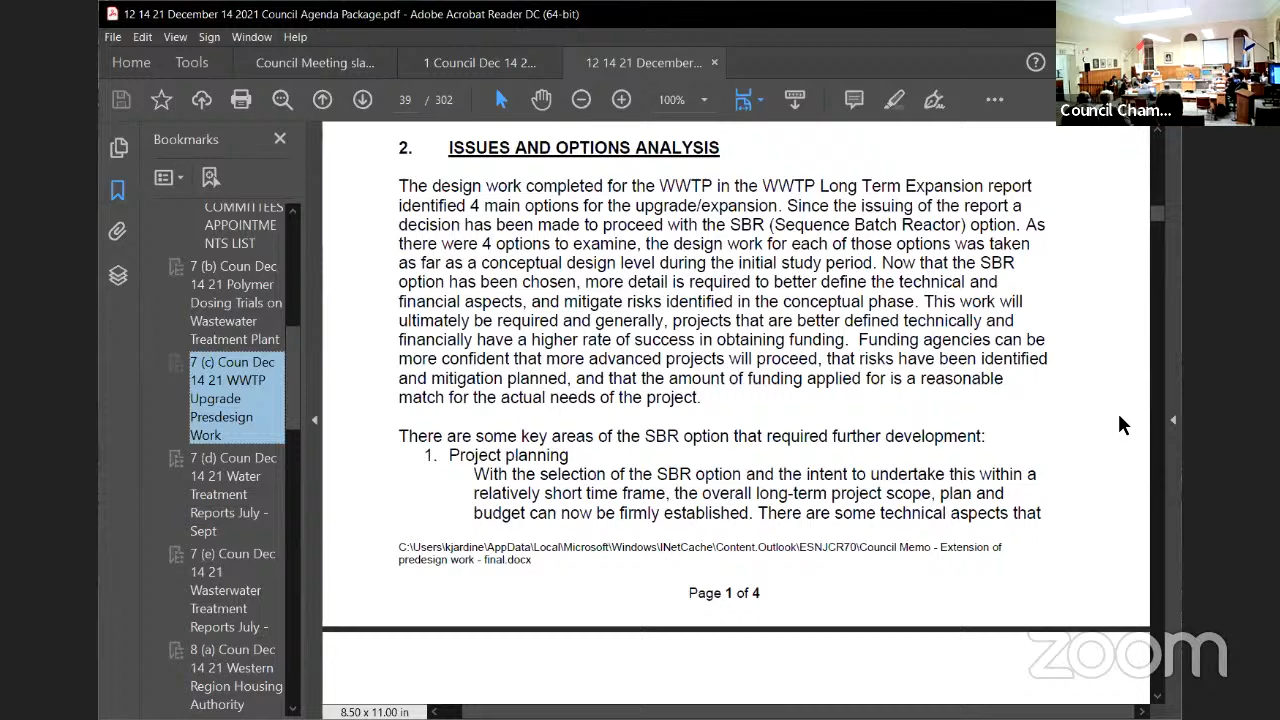 12 14 21 December 14 2021 Council Agenda Package.pdf - Adobe Acrobat Reader DC (64-bit)
File Edit View Sign Window Help
Home Tools Council Meeting sla... 1 Council Dec 14 2... 12 14 21 December...
39 / 302 100%
Council Cham...
Bookmarks
COMMITTEES
APPOINTME
NTS LIST
7 (b) Coun Dec
14 21 Polymer
Dosing Trials on
Wastewater
Treatment Plant
7 (c) Coun Dec
14 21 WWTP
Upgrade
Presdesign
Work
7 (d) Coun Dec
14 21 Water
Treatment
Reports July -
Sept
7 (e) Coun Dec
14 21
Wasterwater
Treatment
Reports July -
8 (a) Coun Dec
14 21 Western
Region Housing
Authority
2. ISSUES AND OPTIONS ANALYSIS
The design work completed for the WWTP in the WWTP Long Term Expansion report
identified 4 main options for the upgrade/expansion. Since the issuing of the report a
decision has been made to proceed with the SBR (Sequence Batch Reactor) option. As
there were 4 options to examine, the design work for each of those options was taken
as far as a conceptual design level during the initial study period. Now that the SBR
option has been chosen, more detail is required to better define the technical and
financial aspects, and mitigate risks identified in the conceptual phase. This work will
ultimately be required and generally, projects that are better defined technically and
financially have a higher rate of success in obtaining funding. Funding agencies can be
more confident that more advanced projects will proceed, that risks have been identified
and mitigation planned, and that the amount of funding applied for is a reasonable
match for the actual needs of the project.
There are some key areas of the SBR option that required further development:
1. Project planning
With the selection of the SBR option and the intent to undertake this within a
relatively short time frame, the overall long-term project scope, plan and
budget can now be firmly established. There are some technical aspects that
C:\Users\kjardine\AppData\Local\Microsoft\Windows\INetCache\Content.Outlook\ESNJCR70\Council Memo - Extension of
predesign work - final.docx
Page 1 of 4
zoom
8.50 x 11.00 in